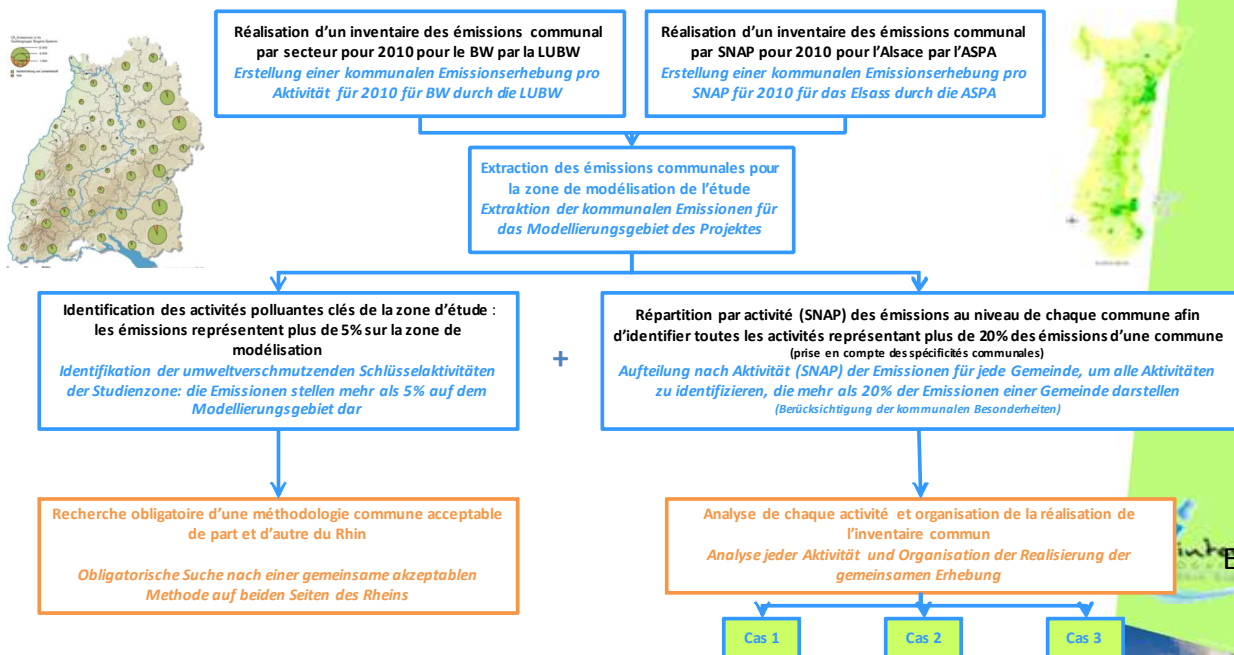 Réalisation d’un inventaire des émissions communal
par secteur pour 2010 pour le BW par la LUBW
Erstellung einer kommunalen Emissionserhebung pro
Aktivität für 2010 für BW durch die LUBW
Réalisation d’un inventaire des émissions communal
par SNAP pour 2010 pour l’Alsace par l’ASPA
Erstellung einer kommunalen Emissionserhebung pro
SNAP für 2010 für das Elsass durch die ASPA
Extraction des émissions communales pour
la zone de modélisation de l’étude
Extraktion der kommunalen Emissionen für
das Modellierungsgebiet des Projektes
Identification des activités polluantes clés de la zone d’étude :
les émissions représentent plus de 5% sur la zone de
modélisation
Identifikation der umweltverschmutzenden Schlüsselaktivitäten
der Studienzone: die Emissionen stellen mehr als 5% auf dem
Modellierungsgebiet dar
+
Répartition par activité (SNAP) des émissions au niveau de chaque commune afin
d’identifier toutes les activités représentant plus de 20% des émissions d’une commune
(prise en compte des spécificités communales)
Aufteilung nach Aktivität (SNAP) der Emissionen für jede Gemeinde, um alle Aktivitäten
zu identifizieren, die mehr als 20% der Emissionen einer Gemeinde darstellen
(Berücksichtigung der kommunalen Besonderheiten)
Recherche obligatoire d’une méthodologie commune acceptable
de part et d’autre du Rhin
Obligatorische Suche nach einer gemeinsame akzeptablen
Methode auf beiden Seiten des Rheins
Analyse de chaque activité et organisation de la réalisation de
l’inventaire commun
Analyse jeder Aktivität und Organisation der Realisierung der
gemeinsamen Erhebung
Cas 1
Cas 2
Cas 3